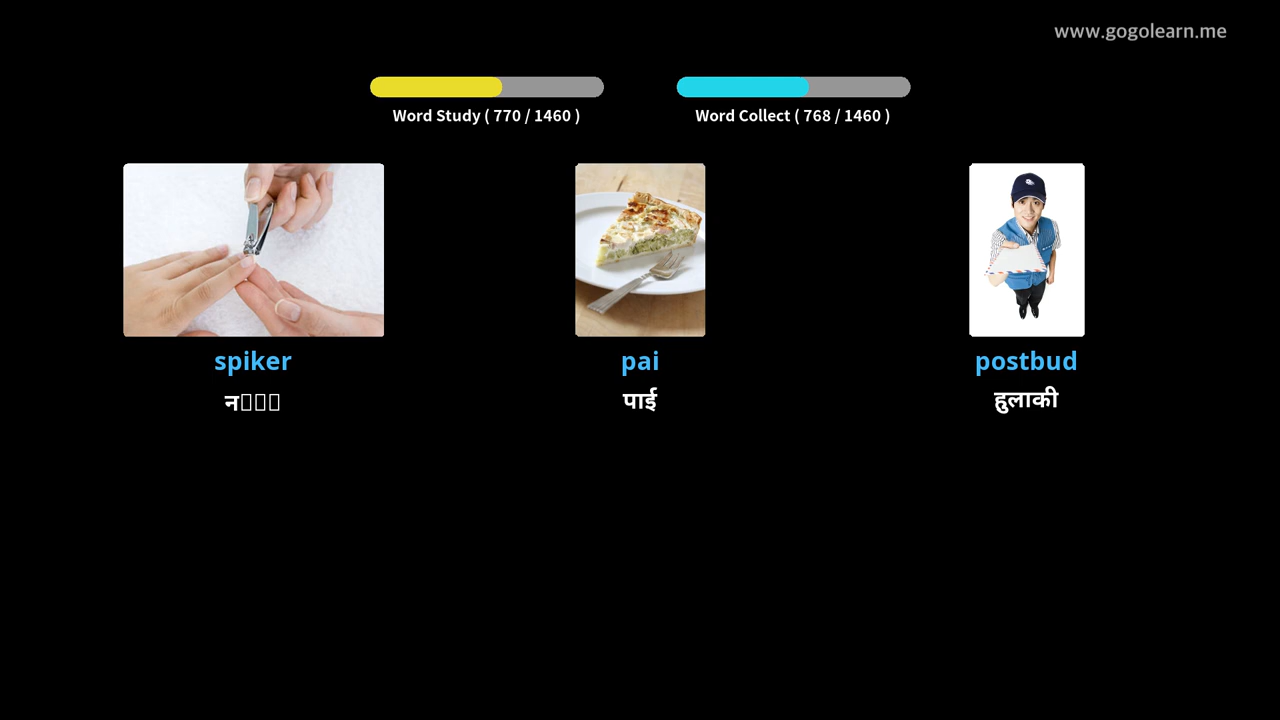 www.gogolearn.me
Word Study ( 770 / 1460 )
Word Collect ( 768 / 1460 )
spiker
pai
postbud
पाई
हुलाकी